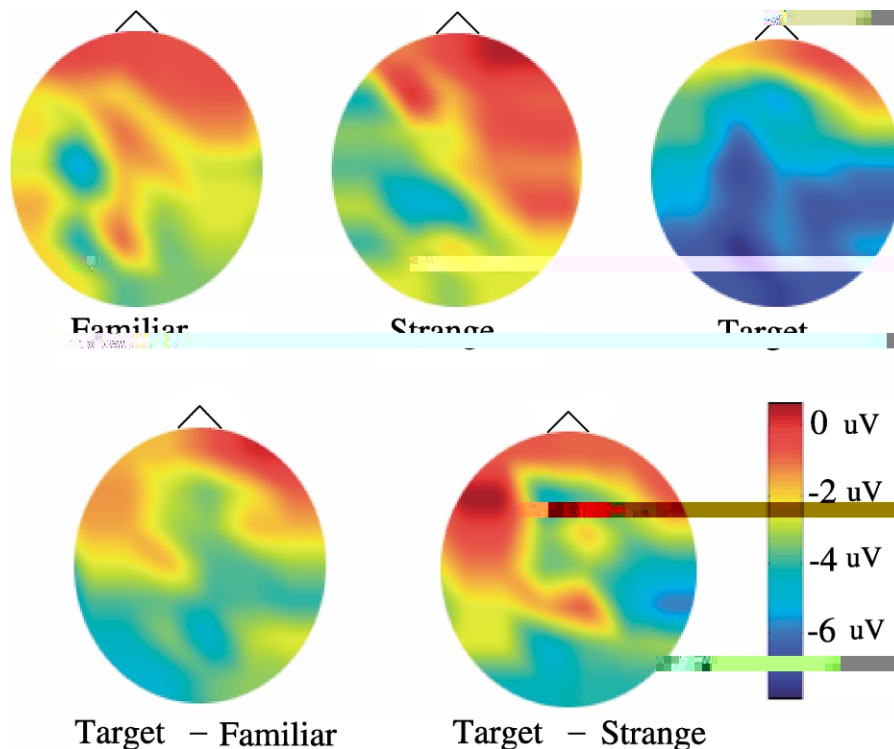 Familiar
Strange
Target
0 uV
-2 uV
-4 uV
-6 uV
Target - Familiar
Target - Strange